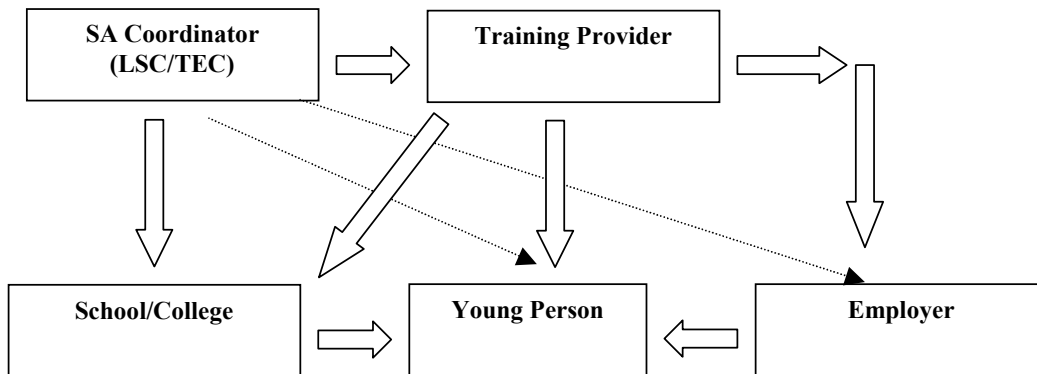 SA Coordinator
(LSC/TEC)
Training Provider
School/College
Young Person
Employer